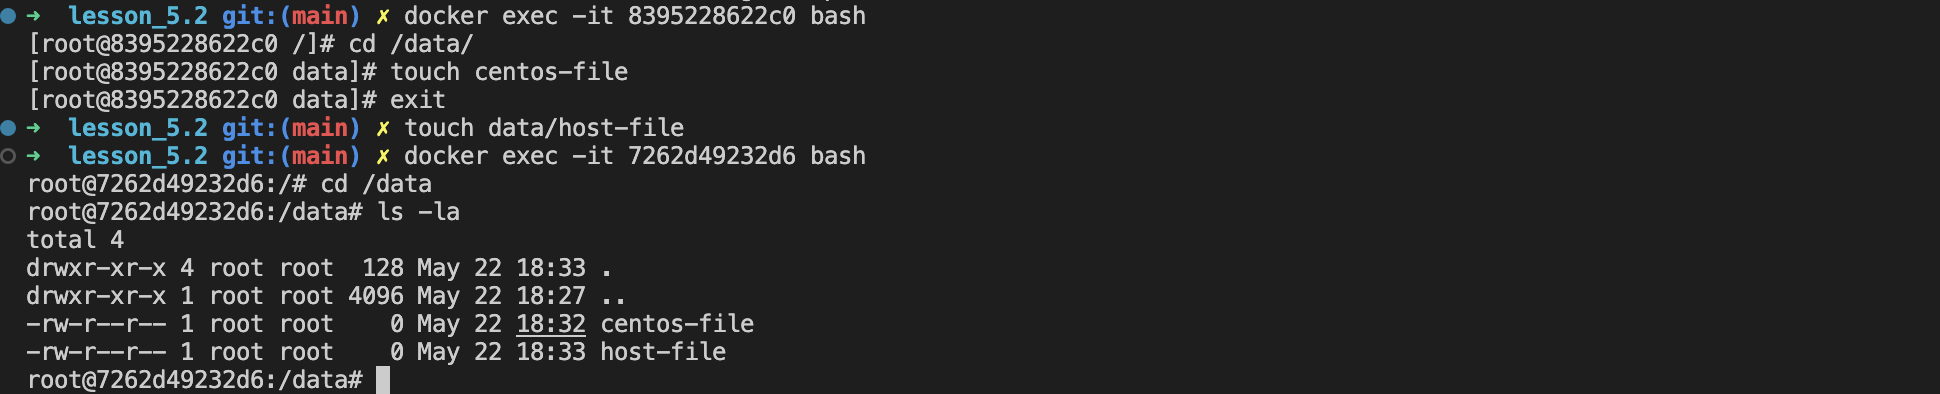 ➜  lesson_5.2 git:(main) ✗ docker exec -it 8395228622c0 bash
[root@8395228622c0 /]# cd /data/
[root@8395228622c0 data]# touch centos-file
[root@8395228622c0 data]# exit
➜  lesson_5.2 git:(main) ✗ touch data/host-file
➜  lesson_5.2 git:(main) ✗ docker exec -it 7262d49232d6 bash
root@7262d49232d6:/# cd /data
root@7262d49232d6:/data# ls -la
total 4
drwxr-xr-x 4 root root  128 May 22 18:33 .
drwxr-xr-x 1 root root 4096 May 22 18:27 ..
-rw-r--r-- 1 root root    0 May 22 18:32 centos-file
-rw-r--r-- 1 root root    0 May 22 18:33 host-file
root@7262d49232d6:/data#